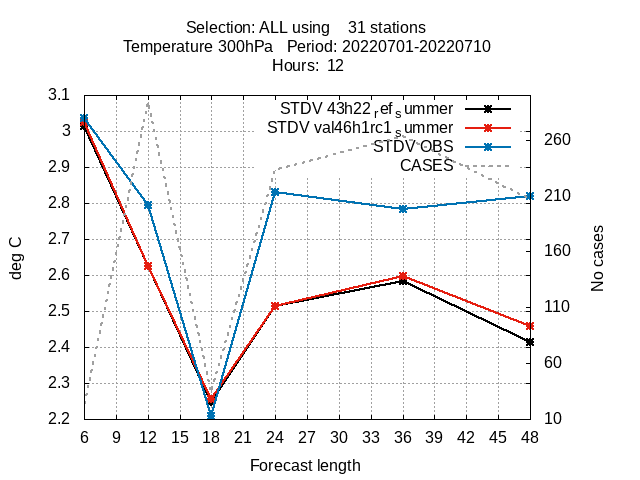 Selection: ALL using    31 stations
Temperature 300hPa   Period: 20220701-20220710
Hours:  12
STDV 43h22refsummer
STDV val46h1rc1summer
STDV OBS
CASES
3.1
3
2.9
2.8
2.7
2.6
2.5
2.4
2.3
2.2
260
210
160
110
60
10
deg C
No cases
6 9 12 15 18 21 24 27 30 33 36 39 42 45 48
Forecast length